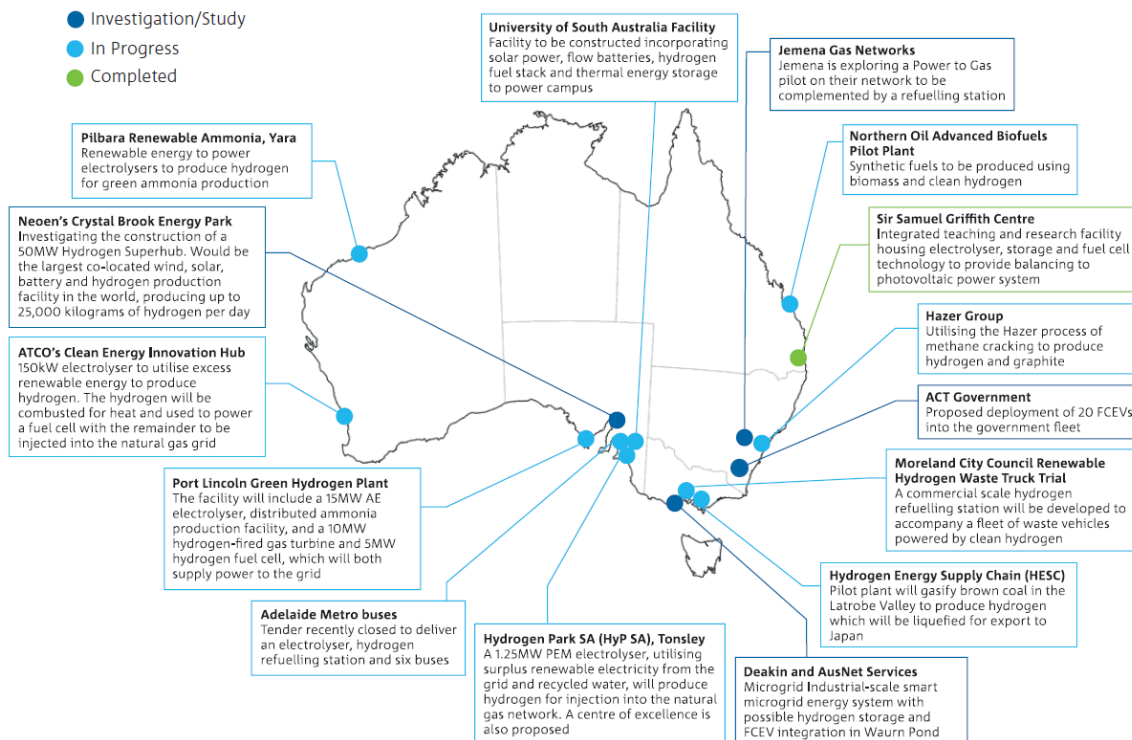 Investigation/Study
In Progress
Completed
University of South Australia Facility
Facility to be constructed incorporating
solar power, flow batteries, hydrogen
fuel stack and thermal energy storage
to power campus
Jemena Gas Networks
Jemena is exploring a Power to Gas
pilot on their network to be
complemented by a refuelling station
Pilbara Renewable Ammonia, Yara
Renewable energy to power
electrolysers to produce hydrogen
for green ammonia production
Northern Oil Advanced Biofuels
Pilot Plant
Synthetic fuels to be produced using
biomass and clean hydrogen
Neoen's Crystal Brook Energy Park
Investigating the construction of a
50MW Hydrogen Superhub. Would be
the largest co-located wind, solar,
battery and hydrogen production
facility in the world, producing up to
25,000 kilograms of hydrogen per day
Sir Samuel Griffith Centre
Integrated teaching and research facility
housing electrolyser, storage and fuel cell
technology to provide balancing to
photovoltaic power system
Hazer Group
Utilising the Hazer process of
methane cracking to produce
hydrogen and graphite
ATCO's Clean Energy Innovation Hub
150kW electrolyser to utilise excess
renewable energy to produce
hydrogen. The hydrogen will be
combusted for heat and used to power
a fuel cell with the remainder to be
injected into the natural gas grid
ACT Government
Proposed deployment of 20 FCEVs
into the government fleet
Moreland City Council Renewable
Hydrogen Waste Truck Trial
A commercial scale hydrogen
refuelling station will be developed to
accompany a fleet of waste vehicles
powered by clean hydrogen
Port Lincoln Green Hydrogen Plant
The facility will include a 15MW AE
electrolyser, distributed ammonia
production facility, and a 10MW
hydrogen-fired gas turbine and 5MW
hydrogen fuel cell, which will both
supply power to the grid
Hydrogen Energy Supply Chain (HESC)
Pilot plant will gasify brown coal in the
Latrobe Valley to produce hydrogen
which will be liquefied for export to
Japan
Adelaide Metro buses
Tender recently closed to deliver
an electrolyser, hydrogen
refuelling station and six buses
Hydrogen Park SA (HyP SA), Tonsley
A 1.25MW PEM electrolyser, utilising
surplus renewable electricity from the
grid and recycled water, will produce
hydrogen for injection into the natural
gas network. A centre of excellence is
also proposed
Deakin and AusNet Services
Microgrid Industrial-scale smart
microgrid energy system with
possible hydrogen storage and
FCEV integration in Waurn Pond